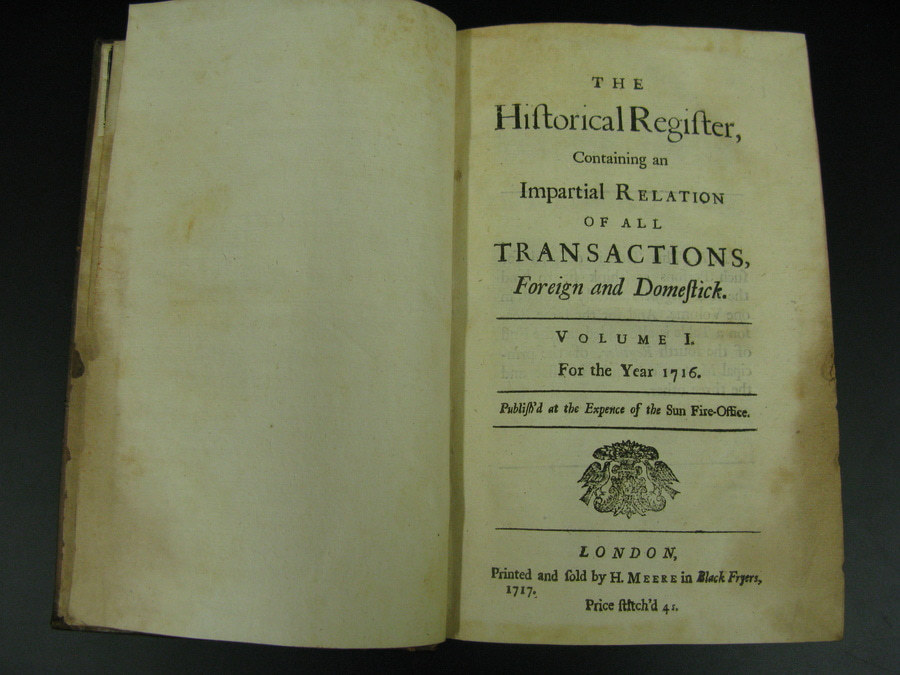 THE
Hiſtorical Regiſter,
Containing an
Impartial RELATION
OF ALL
TRANSACTIONS,
Foreign and Domeſtick.
VOLUME I.
For the Year 1716.
Publiſh'd at the Expence of the Sun Fire-Office.
LONDON,
Printed and ſold by H. MEERE in Black Fryers,
1717.
Price ſtitch'd 4s.